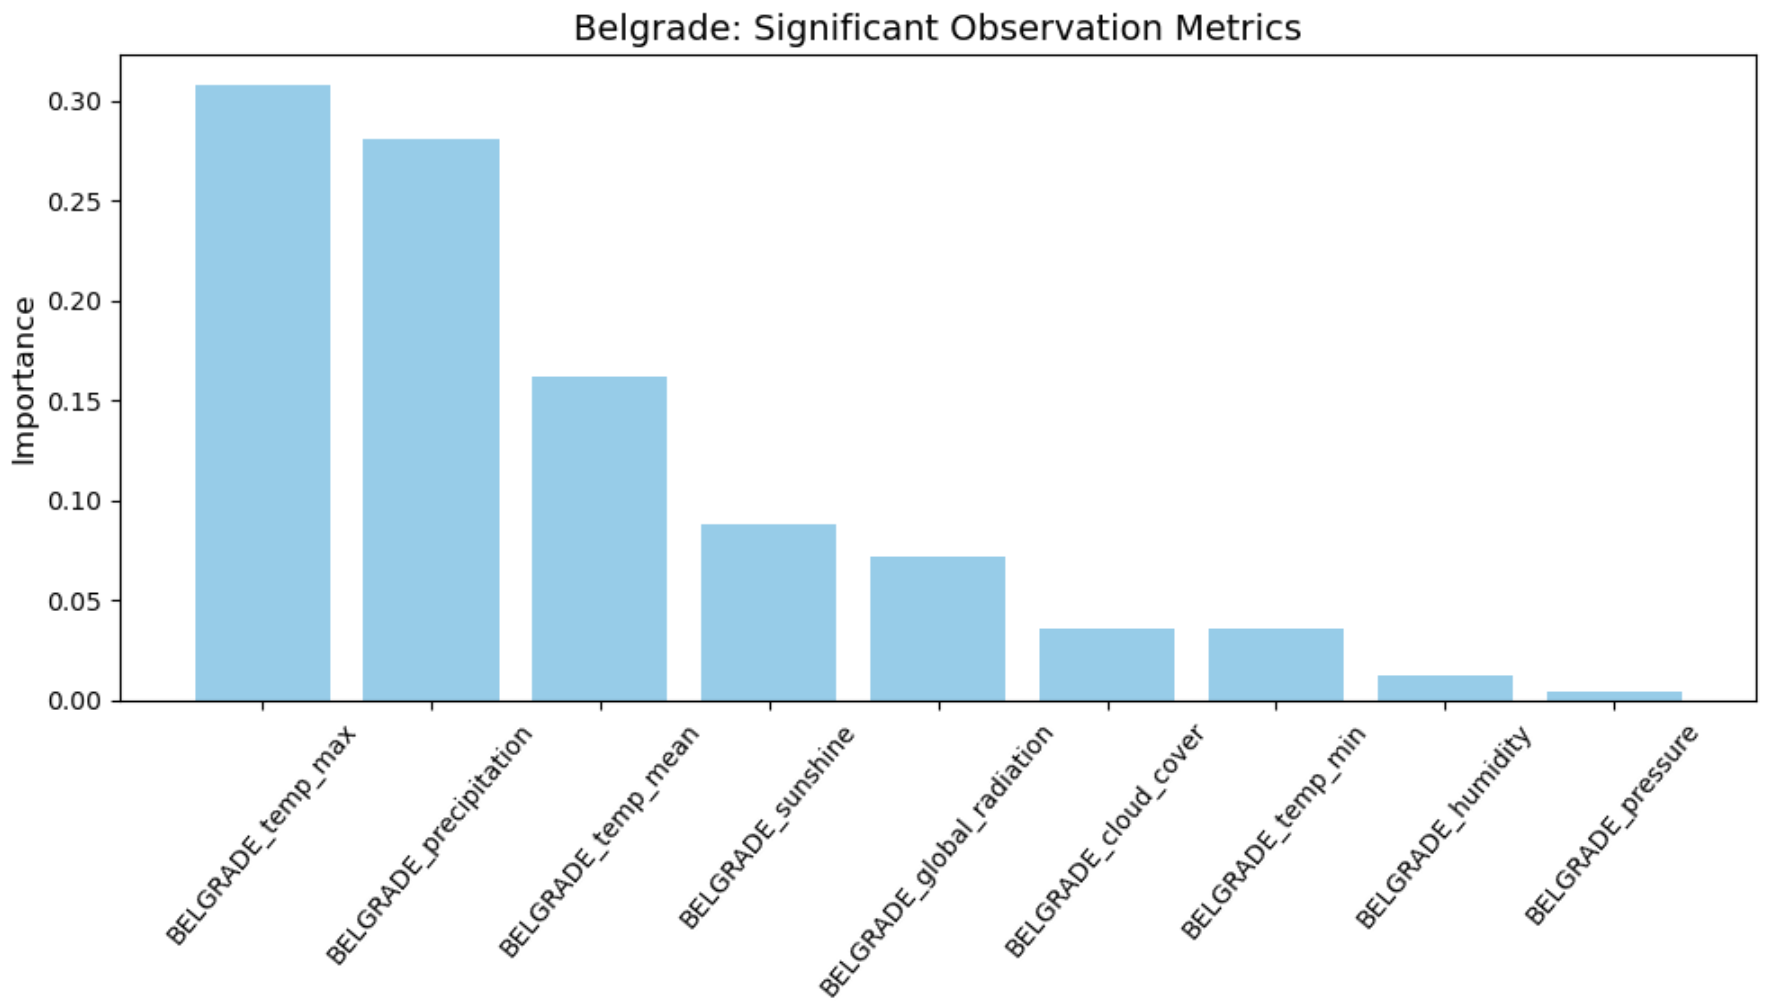 Belgrade: Significant Observation Metrics
Importance
0.30
0.25
0.20
0.15
0.10
0.05
0.00
BELGRADE_temp_max
BELGRADE_precipitation
BELGRADE_temp_mean
BELGRADE_sunshine
BELGRADE_global_radiation
BELGRADE_cloud_cover
BELGRADE_temp_min
BELGRADE_humidity
BELGRADE_pressure